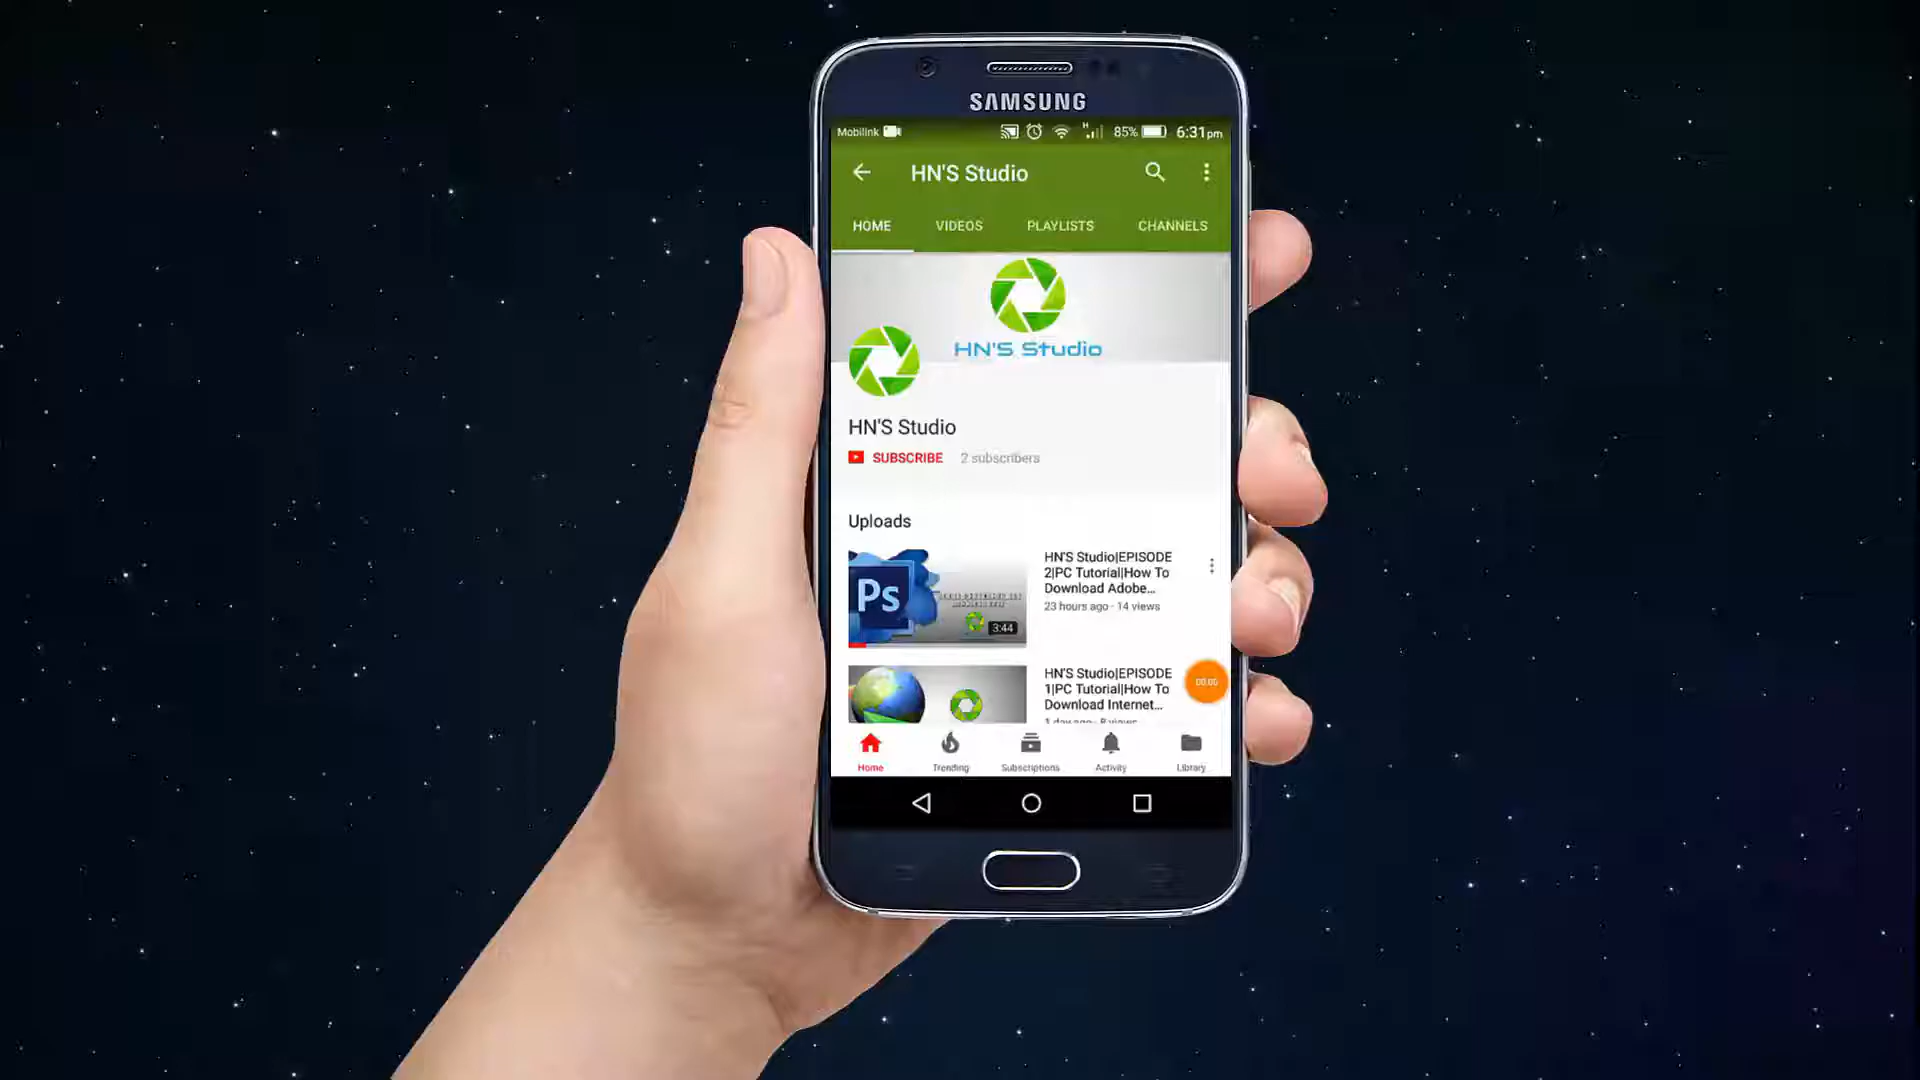 SAMSUNG
Mobilink
H
85%
6:31pm
HN'S Studio
HOME
VIDEOS
PLAYLISTS
CHANNELS
HN'S Studio
HN'S Studio
SUBSCRIBE
2 subscribers
Uploads
Ps
3:44
HN'S Studio|EPISODE
2|PC Tutorial|How To
Download Adobe...
23 hours ago · 14 views
HN'S Studio|EPISODE
1|PC Tutorial|How To
Download Internet...
1 day ago · 8 views
00:00
Home
Trending
Subscriptions
Activity
Library